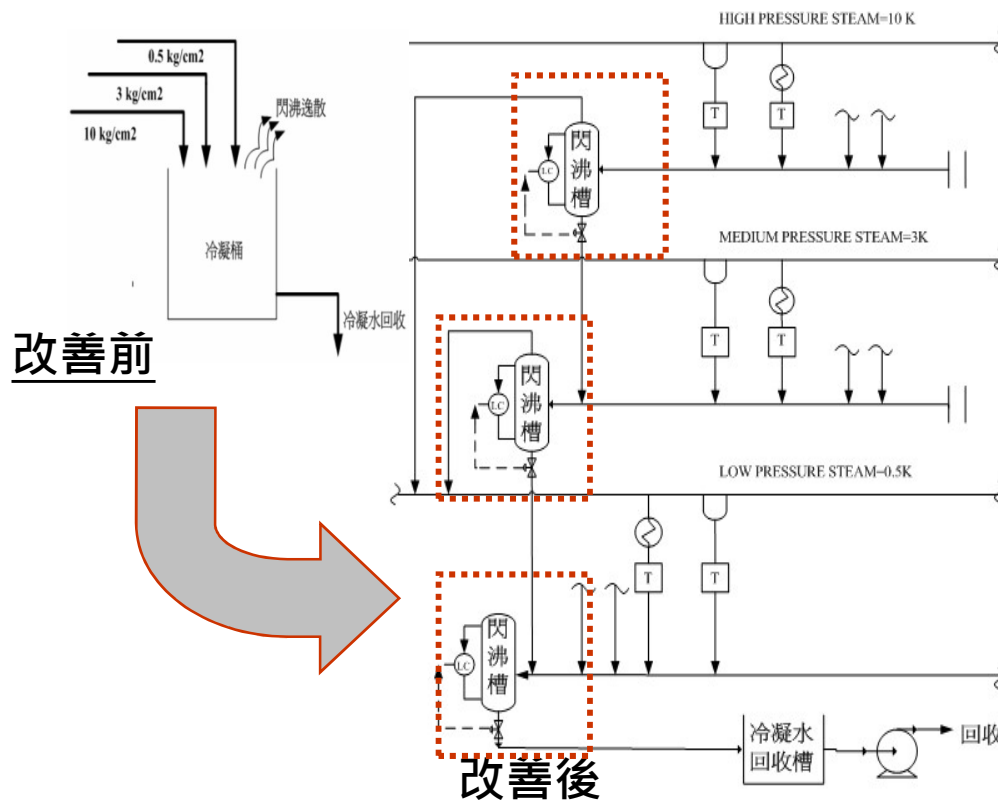 0.5 kg/cm2
3 kg/cm2
10 kg/cm2
閃沸逸散
冷凝桶
冷凝水回收
改善前
HIGH PRESSURE STEAM=10 K
T
T
閃沸槽
LC
MEDIUM PRESSURE STEAM=3K
T
T
閃沸槽
LC
LOW PRESSURE STEAM=0.5K
T
T
閃沸槽
LC
冷凝水
回收槽
回收
改善後